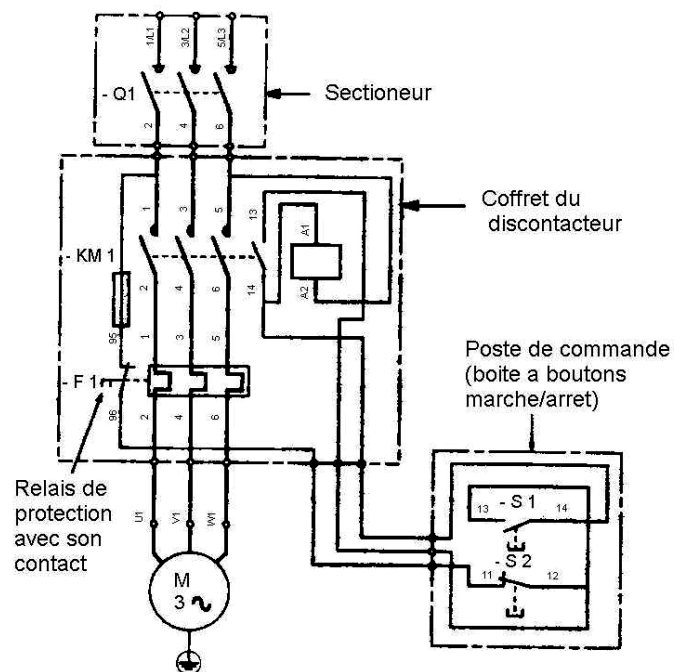 1/L1 3/L2 5/L3
- Q1
Sectioneur
2 4 6
Coffret du
discontacteur
1 3 5 13
A1
- KM 1
A2
2 4 6 14
95
1 3 5
- F 1
96
2 4 6
Poste de commande
(boite a boutons
marche/arret)
Relais de
protection
avec son
contact
U1 V1 W1
- S 1
13 14
- S 2
11 12
M
3